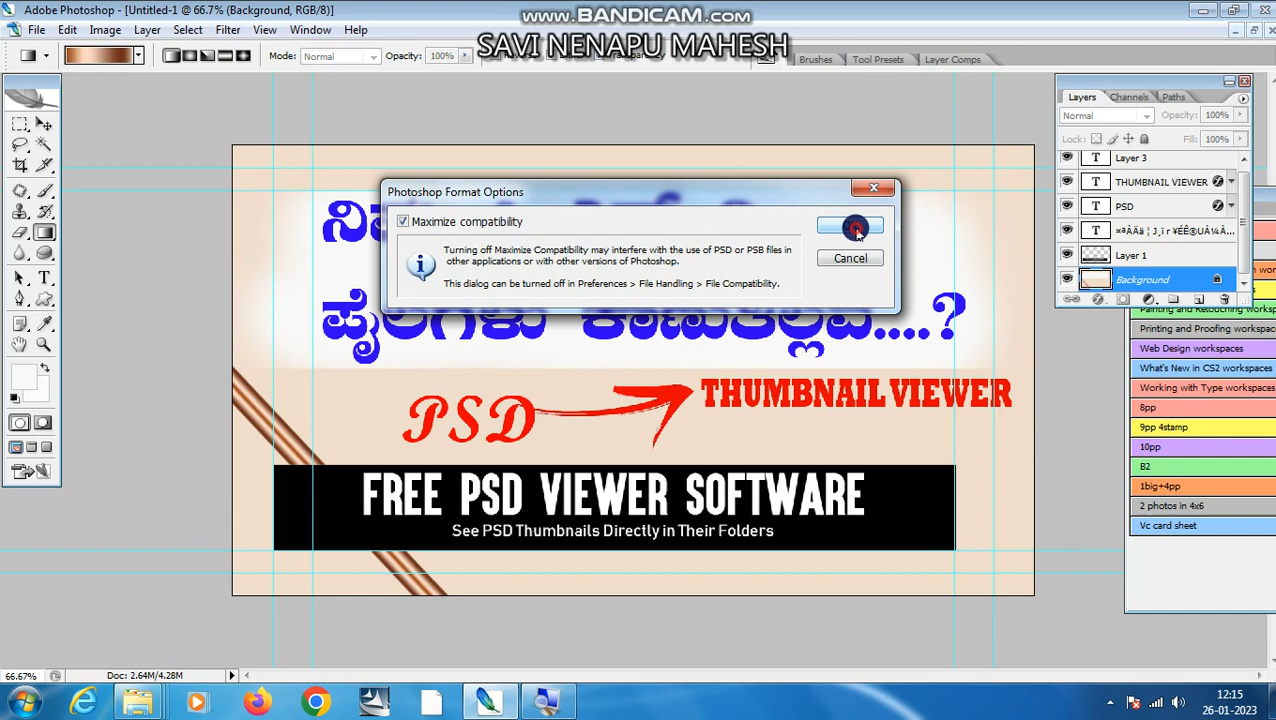 Adobe Photoshop - [Untitled-1 @ 66.7% (Background, RGB/8)]
www.BANDICAM.com
File Edit Image Layer Select Filter View Window Help
SAVI NENAPU MAHESH
Mode: Normal Opacity: 100%
Brushes Tool Presets Layer Comps
Layers Channels Paths
Normal Opacity: 100%
Lock: Fill: 100%
Layer 3
THUMBNAIL VIEWER
PSD
Layer 1
Background
Photoshop Format Options
Maximize compatibility
Turning off Maximize Compatibility may interfere with the use of PSD or PSB files in
other applications or with other versions of Photoshop.
This dialog can be turned off in Preferences > File Handling > File Compatibility.
Cancel
PSD
THUMBNAIL VIEWER
FREE PSD VIEWER SOFTWARE
See PSD Thumbnails Directly in Their Folders
Painting and Retouching workspac
Printing and Proofing workspace
Web Design workspaces
What's New in CS2 workspaces
Working with Type workspaces
8pp
9pp 4stamp
10pp
B2
1big+4pp
2 photos in 4x6
Vc card sheet
66.67% Doc: 2.64M/4.28M
12:15
26-01-2023